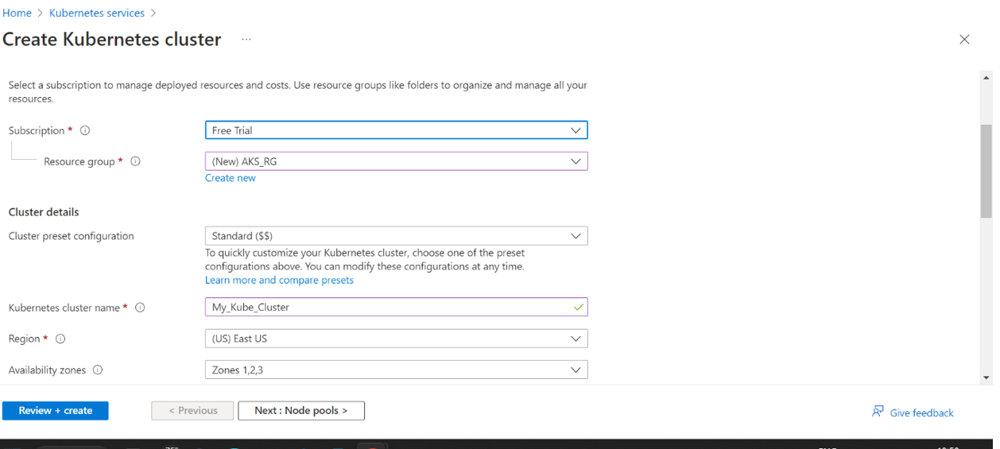 Home > Kubernetes services >
Create Kubernetes cluster ...
Select a subscription to manage deployed resources and costs. Use resource groups like folders to organize and manage all your
resources.
Subscription * Free Trial
Resource group * (New) AKS_RG
Create new
Cluster details
Cluster preset configuration Standard ($$)
To quickly customize your Kubernetes cluster, choose one of the preset
configurations above. You can modify these configurations at any time.
Learn more and compare presets
Kubernetes cluster name * My_Kube_Cluster
Region * (US) East US
Availability zones Zones 1,2,3
Review + create < Previous Next : Node pools > Give feedback